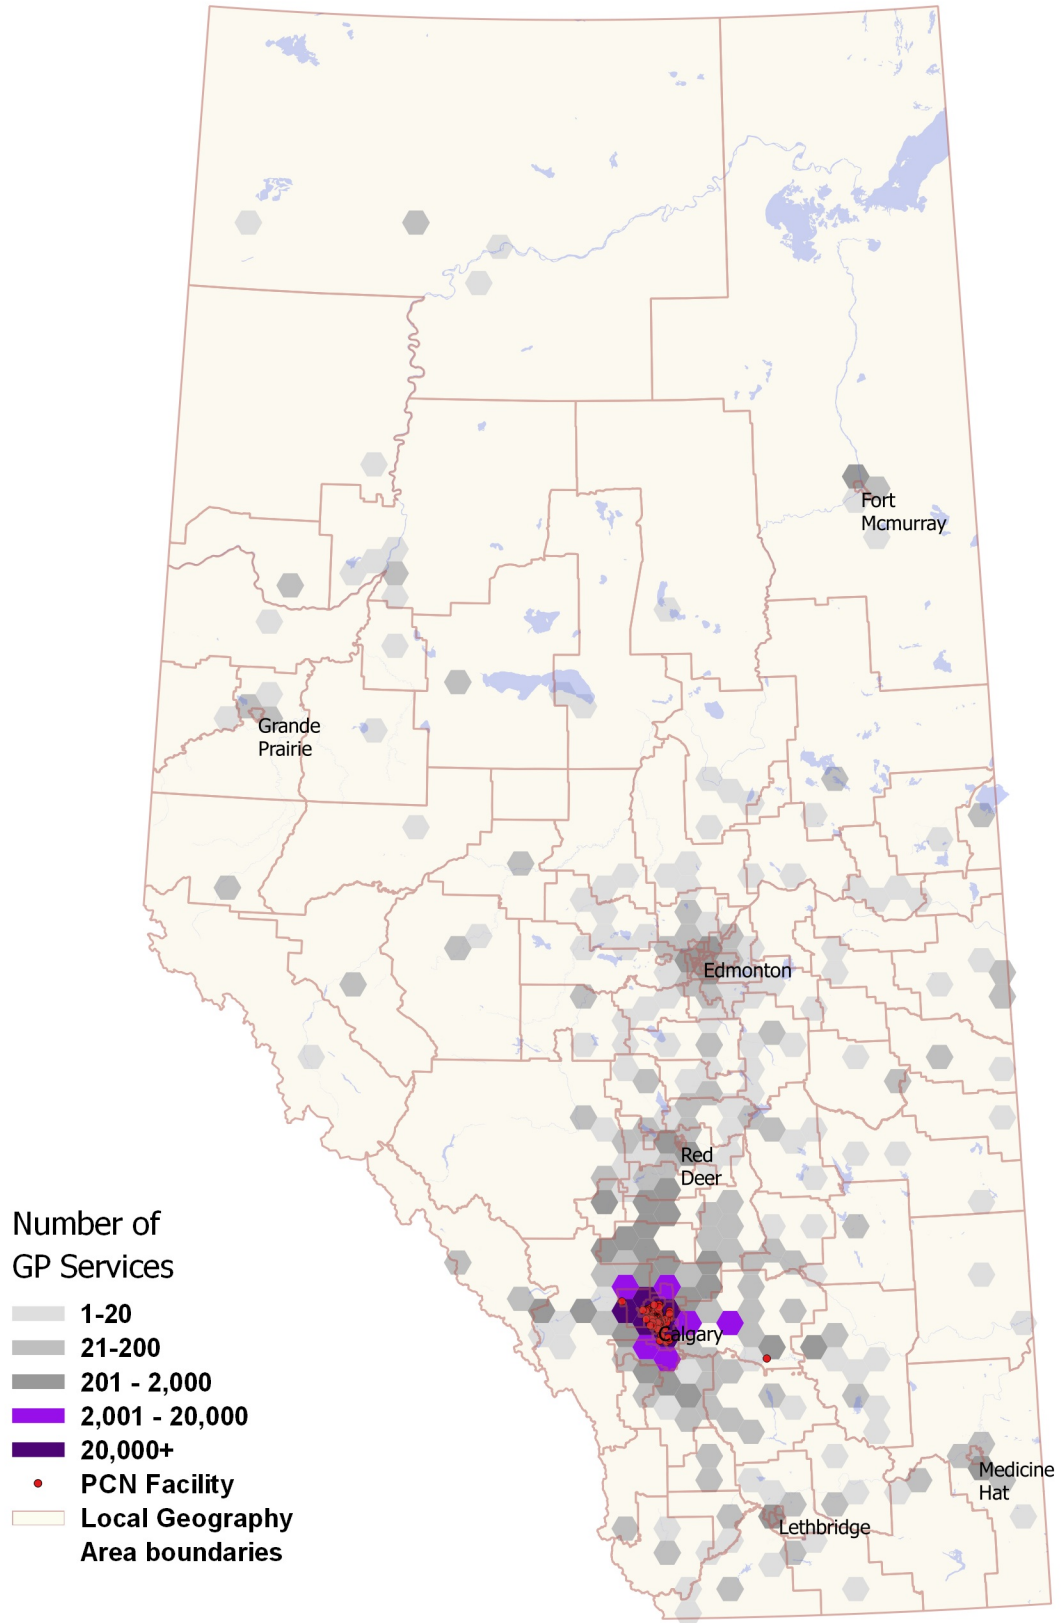 Fort
Mcmurray
Grande
Prairie
Edmonton
Red
Deer
Number of
GP Services
1-20
21-200
201 - 2,000
2,001 - 20,000
20,000+
PCN Facility
Local Geography
Area boundaries
Calgary
Medicine
Hat
Lethbridge